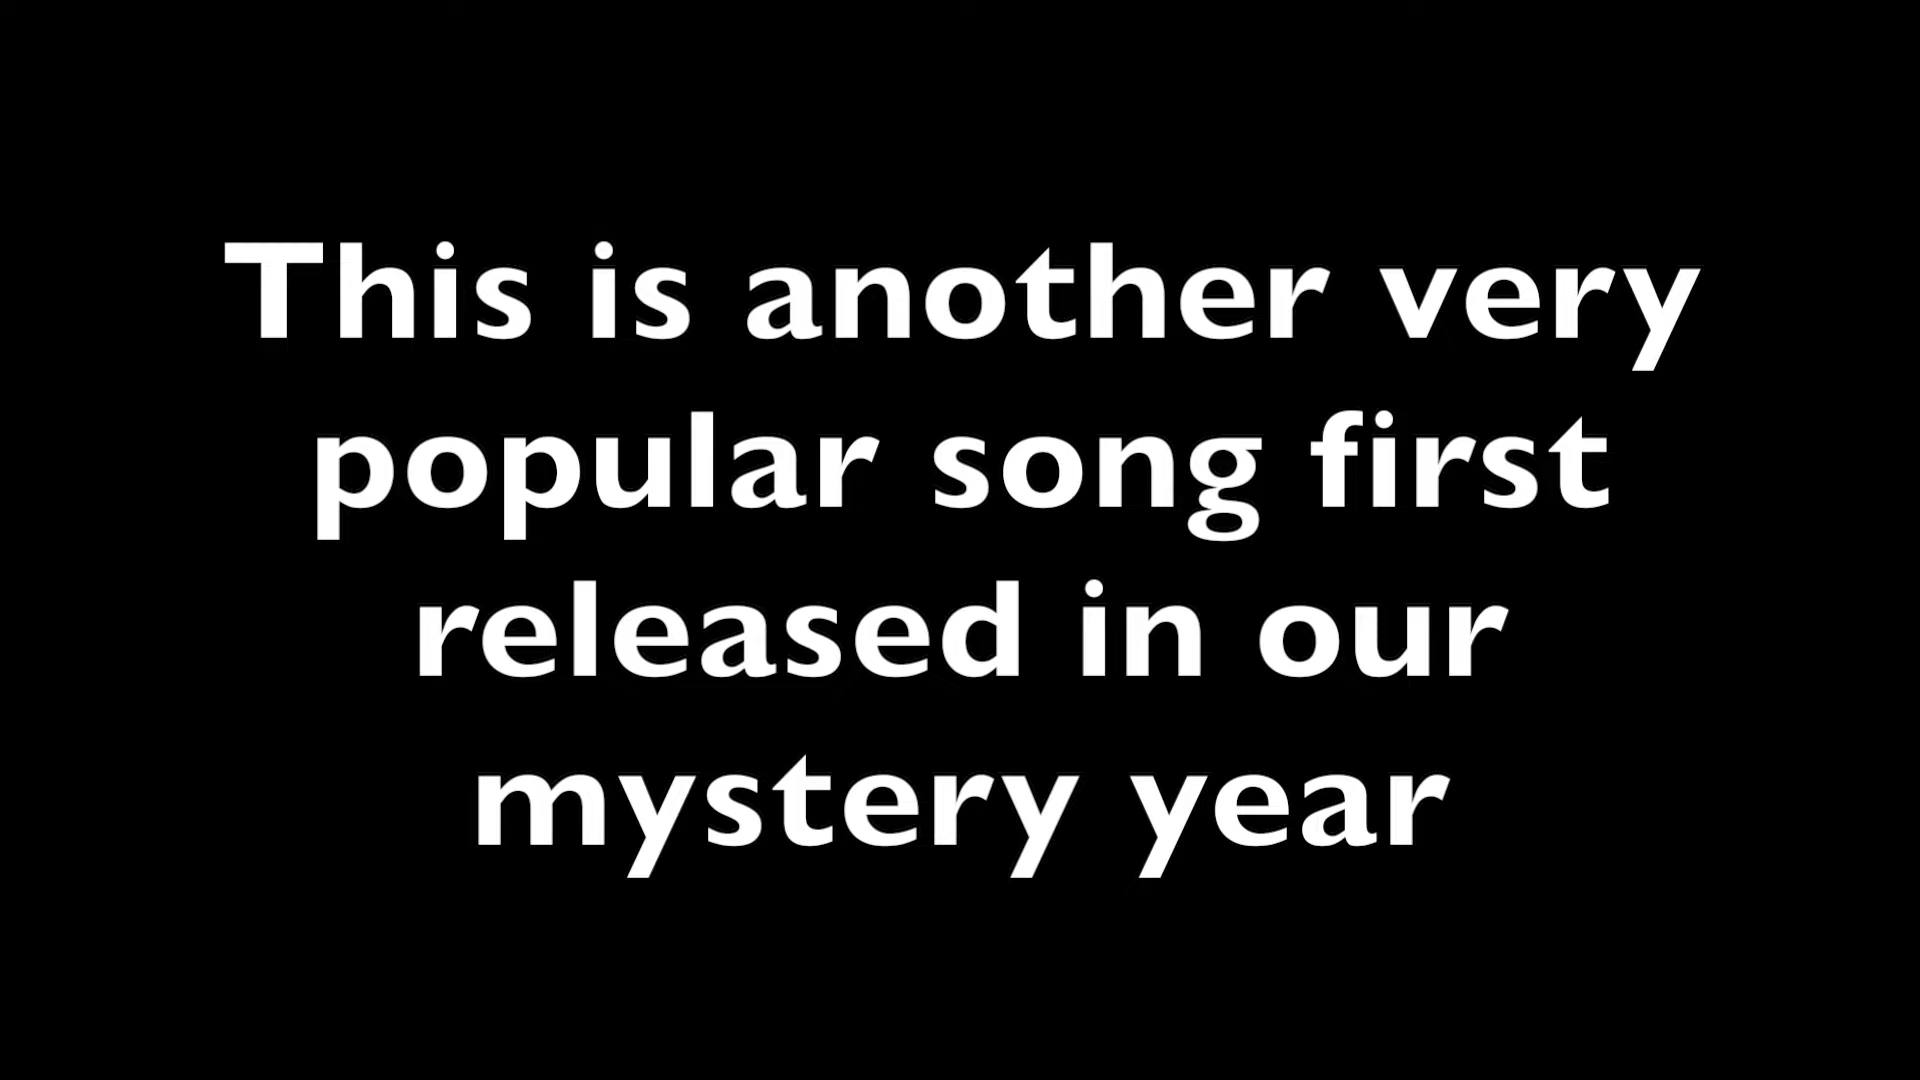 This is another very
popular song first
released in our
mystery year